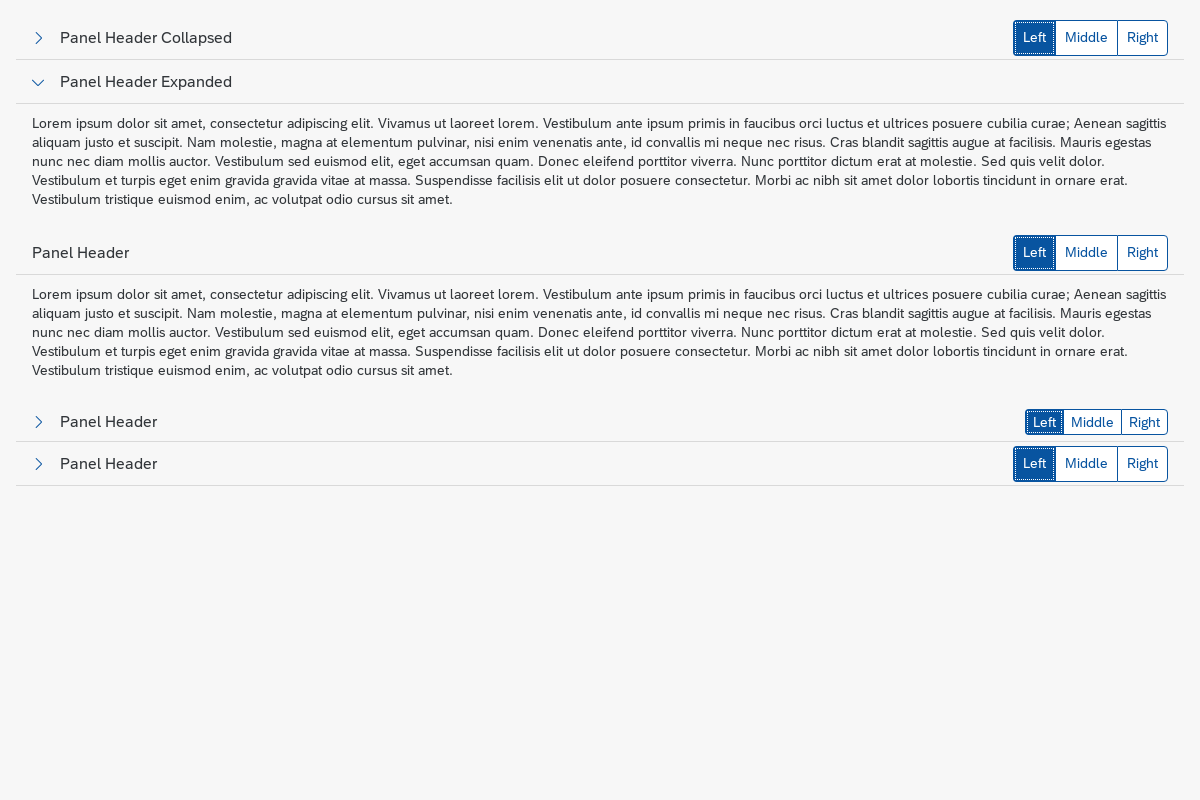 Panel Header Collapsed Left Middle Right
Panel Header Expanded
Lorem ipsum dolor sit amet, consectetur adipiscing elit. Vivamus ut laoreet lorem. Vestibulum ante ipsum primis in faucibus orci luctus et ultrices posuere cubilia curae; Aenean sagittis
aliquam justo et suscipit. Nam molestie, magna at elementum pulvinar, nisi enim venenatis ante, id convallis mi neque nec risus. Cras blandit sagittis augue at facilisis. Mauris egestas
nunc nec diam mollis auctor. Vestibulum sed euismod elit, eget accumsan quam. Donec eleifend porttitor viverra. Nunc porttitor dictum erat at molestie. Sed quis velit dolor.
Vestibulum et turpis eget enim gravida gravida vitae at massa. Suspendisse facilisis elit ut dolor posuere consectetur. Morbi ac nibh sit amet dolor lobortis tincidunt in ornare erat.
Vestibulum tristique euismod enim, ac volutpat odio cursus sit amet.
Panel Header Left Middle Right
Lorem ipsum dolor sit amet, consectetur adipiscing elit. Vivamus ut laoreet lorem. Vestibulum ante ipsum primis in faucibus orci luctus et ultrices posuere cubilia curae; Aenean sagittis
aliquam justo et suscipit. Nam molestie, magna at elementum pulvinar, nisi enim venenatis ante, id convallis mi neque nec risus. Cras blandit sagittis augue at facilisis. Mauris egestas
nunc nec diam mollis auctor. Vestibulum sed euismod elit, eget accumsan quam. Donec eleifend porttitor viverra. Nunc porttitor dictum erat at molestie. Sed quis velit dolor.
Vestibulum et turpis eget enim gravida gravida vitae at massa. Suspendisse facilisis elit ut dolor posuere consectetur. Morbi ac nibh sit amet dolor lobortis tincidunt in ornare erat.
Vestibulum tristique euismod enim, ac volutpat odio cursus sit amet.
Panel Header Left Middle Right
Panel Header Left Middle Right